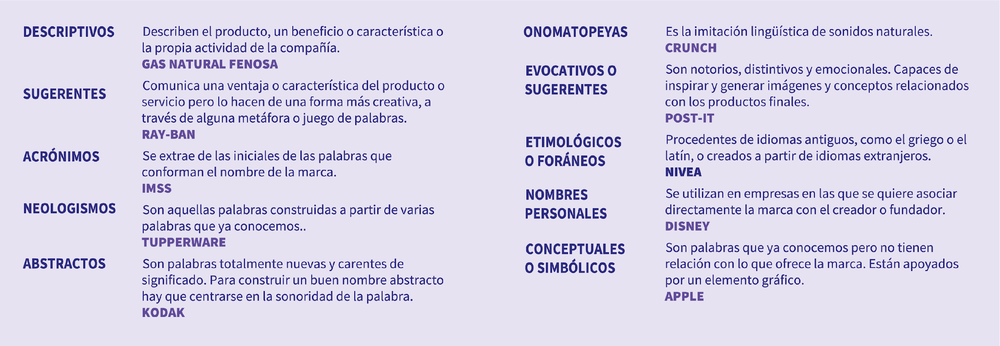 DESCRIPTIVOS
Describen el producto, un beneficio o característica o
la propia actividad de la compañía.
GAS NATURAL FENOSA
SUGERENTES
Comunica una ventaja o característica del producto o
servicio pero lo hacen de una forma más creativa, a
través de alguna metáfora o juego de palabras.
RAY-BAN
ACRÓNIMOS
Se extrae de las iniciales de las palabras que
conforman el nombre de la marca.
IMSS
NEOLOGISMOS
Son aquellas palabras construidas a partir de varias
palabras que ya conocemos..
TUPPERWARE
ABSTRACTOS
Son palabras totalmente nuevas y carentes de
significado. Para construir un buen nombre abstracto
hay que centrarse en la sonoridad de la palabra.
KODAK
ONOMATOPEYAS
Es la imitación lingüística de sonidos naturales.
CRUNCH
EVOCATIVOS O
SUGERENTES
Son notorios, distintivos y emocionales. Capaces de
inspirar y generar imágenes y conceptos relacionados
con los productos finales.
POST-IT
ETIMOLÓGICOS
O FORÁNEOS
Procedentes de idiomas antiguos, como el griego o el
latín, o creados a partir de idiomas extranjeros.
NIVEA
NOMBRES
PERSONALES
Se utilizan en empresas en las que se quiere asociar
directamente la marca con el creador o fundador.
DISNEY
CONCEPTUALES
O SIMBÓLICOS
Son palabras que ya conocemos pero no tienen
relación con lo que ofrece la marca. Están apoyados
por un elemento gráfico.
APPLE